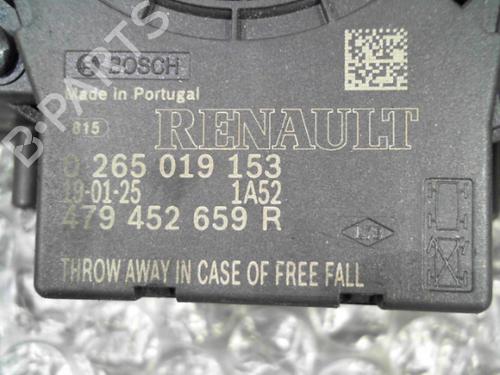 BOSCH
Made in Portugal
815
RENAULT
0 265 019 153
19-01-25 1A52
479 452 659 R
THROW AWAY IN CASE OF FREE FALL
B-PARTS